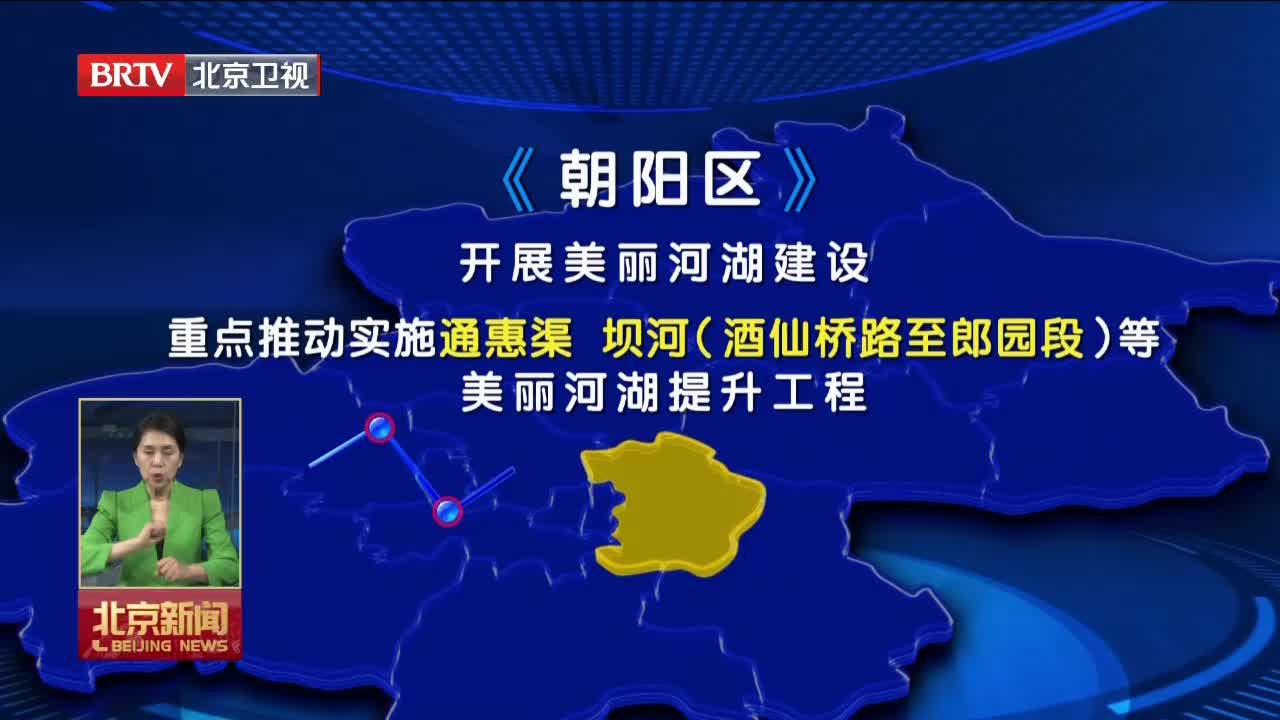 BRTV 北京卫视
《朝阳区》
开展美丽河湖建设
重点推动实施通惠渠 坝河(酒仙桥路至郎园段)等
美丽河湖提升工程
北京新闻
BEIJING NEWS